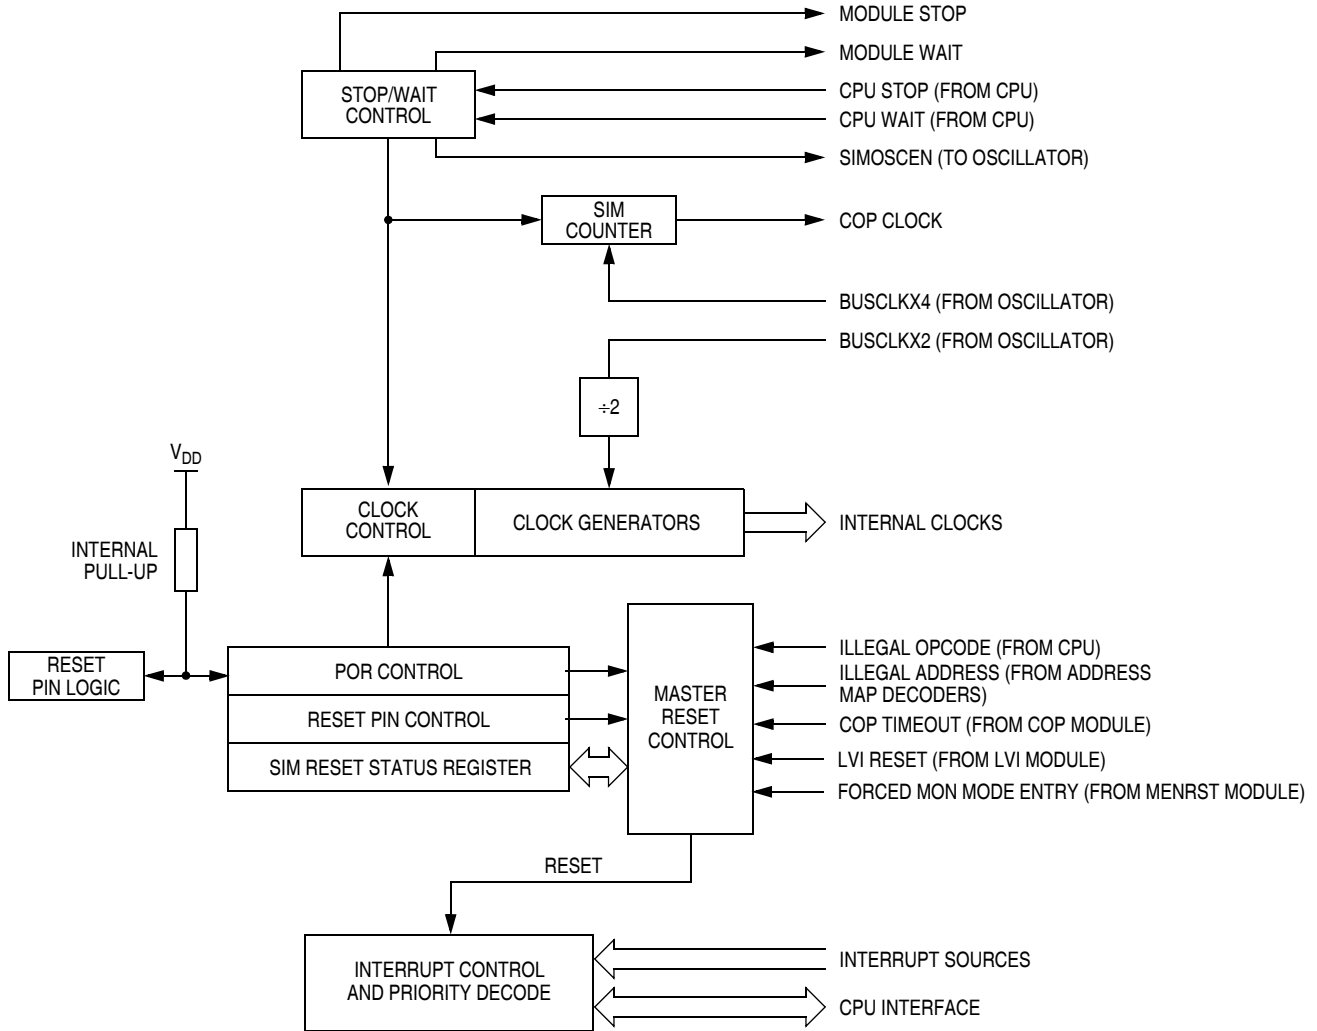 MODULE STOP
MODULE WAIT
STOP/WAIT
CONTROL
CPU STOP (FROM CPU)
CPU WAIT (FROM CPU)
SIMOSCEN (TO OSCILLATOR)
SIM
COUNTER
COP CLOCK
BUSCLKX4 (FROM OSCILLATOR)
BUSCLKX2 (FROM OSCILLATOR)
÷2
VDD
INTERNAL
PULL-UP
CLOCK
CONTROL
CLOCK GENERATORS
INTERNAL CLOCKS
RESET
PIN LOGIC
POR CONTROL
RESET PIN CONTROL
SIM RESET STATUS REGISTER
MASTER
RESET
CONTROL
ILLEGAL OPCODE (FROM CPU)
ILLEGAL ADDRESS (FROM ADDRESS
MAP DECODERS)
COP TIMEOUT (FROM COP MODULE)
LVI RESET (FROM LVI MODULE)
FORCED MON MODE ENTRY (FROM MENRST MODULE)
RESET
INTERRUPT CONTROL
AND PRIORITY DECODE
INTERRUPT SOURCES
CPU INTERFACE